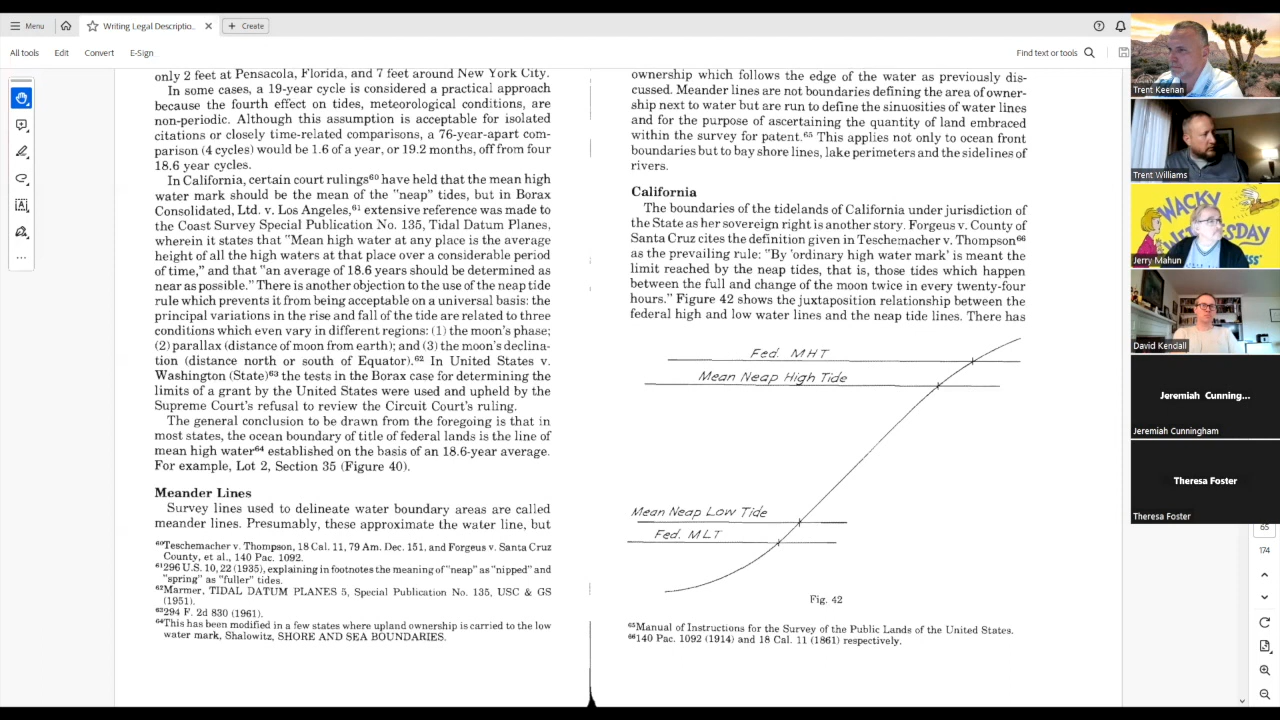 Menu
Writing Legal Descriptio...
Create
All tools
Edit
Convert
E-Sign
Find text or tools
only 2 feet at Pensacola, Florida, and 7 feet around New York City.
In some cases, a 19-year cycle is considered a practical approach
because the fourth effect on tides, meteorological conditions, are
non-periodic. Although this assumption is acceptable for isolated
citations or closely time-related comparisons, a 76-year-apart com-
parison (4 cycles) would be 1.6 of a year, or 19.2 months, off from four
18.6 year cycles.
In California, certain court rulings⁶⁰ have held that the mean high
water mark should be the mean of the "neap" tides, but in Borax
Consolidated, Ltd. v. Los Angeles,⁶¹ extensive reference was made to
the Coast Survey Special Publication No. 135, Tidal Datum Planes,
wherein it states that "Mean high water at any place is the average
height of all the high waters at that place over a considerable period
of time," and that "an average of 18.6 years should be determined as
near as possible." There is another objection to the use of the neap tide
rule which prevents it from being acceptable on a universal basis: the
principal variations in the rise and fall of the tide are related to three
conditions which even vary in different regions: (1) the moon's phase;
(2) parallax (distance of moon from earth); and (3) the moon's declina-
tion (distance north or south of Equator).⁶² In United States v.
Washington (State)⁶³ the tests in the Borax case for determining the
limits of a grant by the United States were used and upheld by the
Supreme Court's refusal to review the Circuit Court's ruling.
The general conclusion to be drawn from the foregoing is that in
most states, the ocean boundary of title of federal lands is the line of
mean high water⁶⁴ established on the basis of an 18.6-year average.
For example, Lot 2, Section 35 (Figure 40).
Meander Lines
Survey lines used to delineate water boundary areas are called
meander lines. Presumably, these approximate the water line, but
⁶⁰Teschemacher v. Thompson, 18 Cal. 11, 79 Am. Dec. 151, and Forgeus v. Santa Cruz
County, et al., 140 Pac. 1092.
⁶¹296 U.S. 10, 22 (1935), explaining in footnotes the meaning of "neap" as "nipped" and
"spring" as "fuller" tides.
⁶²Marmer, TIDAL DATUM PLANES 5, Special Publication No. 135, USC & GS
(1951).
⁶³294 F. 2d 830 (1961).
⁶⁴This has been modified in a few states where upland ownership is carried to the low
water mark, Shalowitz, SHORE AND SEA BOUNDARIES.
ownership which follows the edge of the water as previously dis-
cussed. Meander lines are not boundaries defining the area of owner-
ship next to water but are run to define the sinuosities of water lines
and for the purpose of ascertaining the quantity of land embraced
within the survey for patent.⁶⁵ This applies not only to ocean front
boundaries but to bay shore lines, lake perimeters and the sidelines of
rivers.
California
The boundaries of the tidelands of California under jurisdiction of
the State as her sovereign right is another story. Forgeus v. County of
Santa Cruz cites the definition given in Teschemacher v. Thompson⁶⁶
as the prevailing rule: "By 'ordinary high water mark' is meant the
limit reached by the neap tides, that is, those tides which happen
between the full and change of the moon twice in every twenty-four
hours." Figure 42 shows the juxtaposition relationship between the
federal high and low water lines and the neap tide lines. There has
Fed. MHT
Mean Neap High Tide
Mean Neap Low Tide
Fed. MLT
Fig. 42
⁶⁵Manual of Instructions for the Survey of the Public Lands of the United States.
⁶⁶140 Pac. 1092 (1914) and 18 Cal. 11 (1861) respectively.
Trent Keenan
Trent Williams
WACKY
Jerry Mahun
David Kendall
Jeremiah Cunning...
Jeremiah Cunningham
Theresa Foster
Theresa Foster
65
174